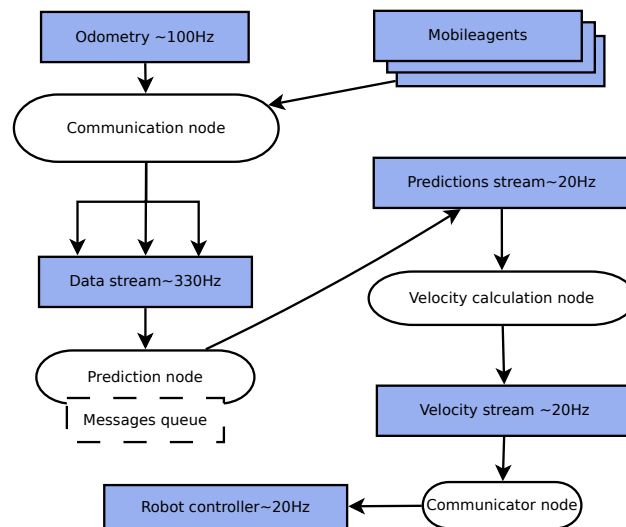 Odometry ~100Hz
Mobileagents
Communication node
Predictions stream~20Hz
Data stream~330Hz
Velocity calculation node
Prediction node
Messages queue
Velocity stream ~20Hz
Robot controller~20Hz
Communicator node